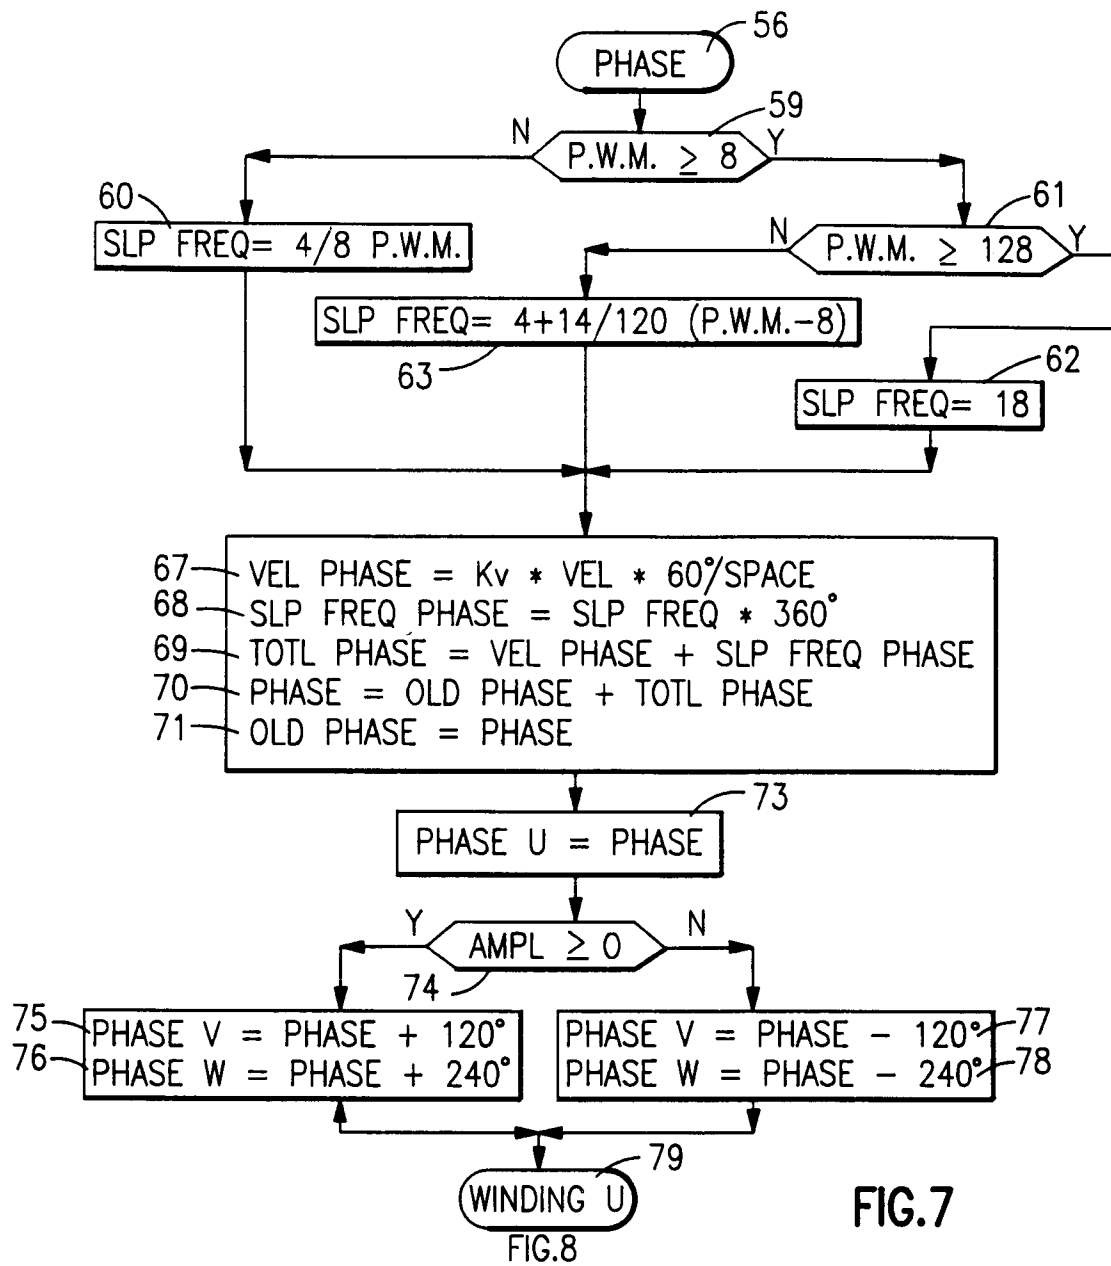 PHASE
56
59
N
P.W.M. ≥ 8
Y
60
61
SLP FREQ= 4/8 P.W.M.
N
P.W.M. ≥ 128
Y
SLP FREQ= 4+14/120 (P.W.M.-8)
63
62
SLP FREQ= 18
67 VEL PHASE = Kv * VEL * 60°/SPACE
68 SLP FREQ PHASE = SLP FREQ * 360°
69 TOTL PHASE = VEL PHASE + SLP FREQ PHASE
70 PHASE = OLD PHASE + TOTL PHASE
71 OLD PHASE = PHASE
73
PHASE U = PHASE
Y
AMPL ≥ 0
N
74
75 PHASE V = PHASE + 120°
76 PHASE W = PHASE + 240°
PHASE V = PHASE - 120° 77
PHASE W = PHASE - 240° 78
79
WINDING U
FIG.8
FIG.7